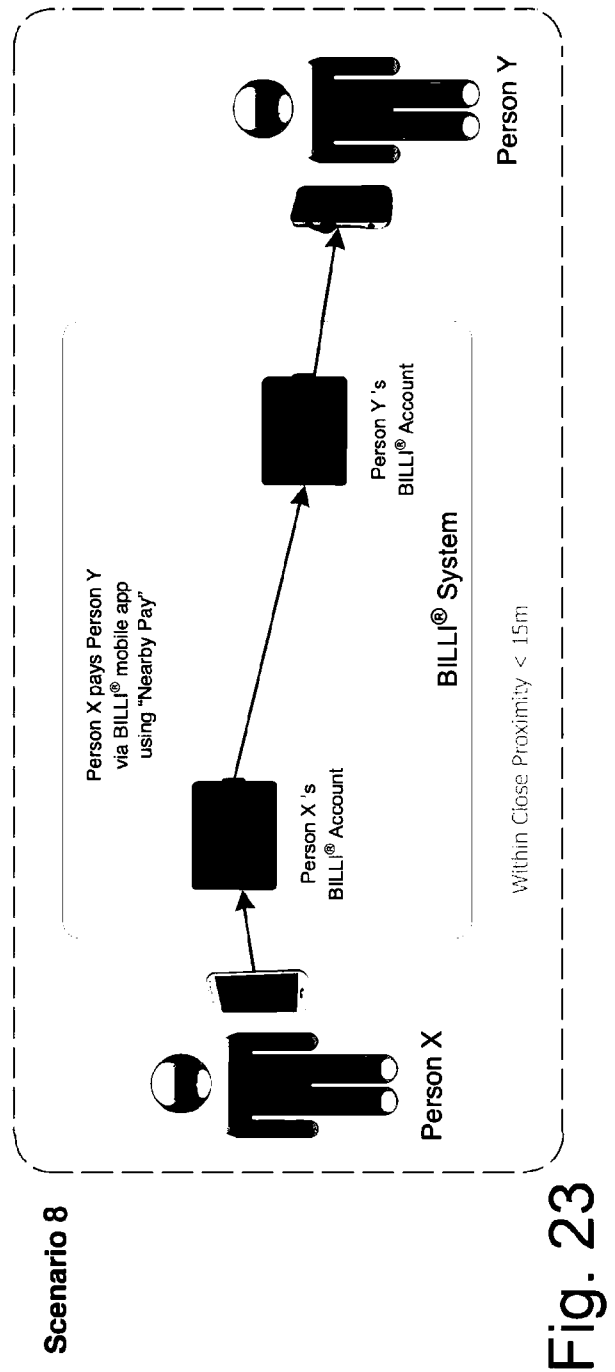 Scenario 8
Person X pays Person Y
via BILLI® mobile app
using "Nearby Pay"
Person X 's
BILLI® Account
Person Y 's
BILLI® Account
BILLI® System
Within Close Proximity < 15m
Person X
Person Y
Fig. 23